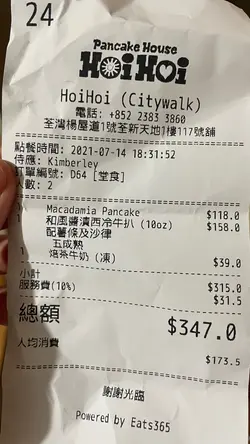 24
Pancake House
HoiHoi
HoiHoi (Citywalk)
電話: +852 2383 3860
荃灣楊屋道1號荃新天地1樓117號舖
點餐時間: 2021-07-14 18:31:52
侍應: Kimberley
訂單編號: D64 [堂食]
人數: 2
Macadamia Pancake $118.0
和風醬漬西冷牛扒 (10oz) $158.0
配薯條及沙律
五成熟
1 焙茶牛奶 (凍) $39.0
小計 $315.0
服務費(10%) $31.5
總額 $347.0
人均消費 $173.5
謝謝光臨
Powered by Eats365